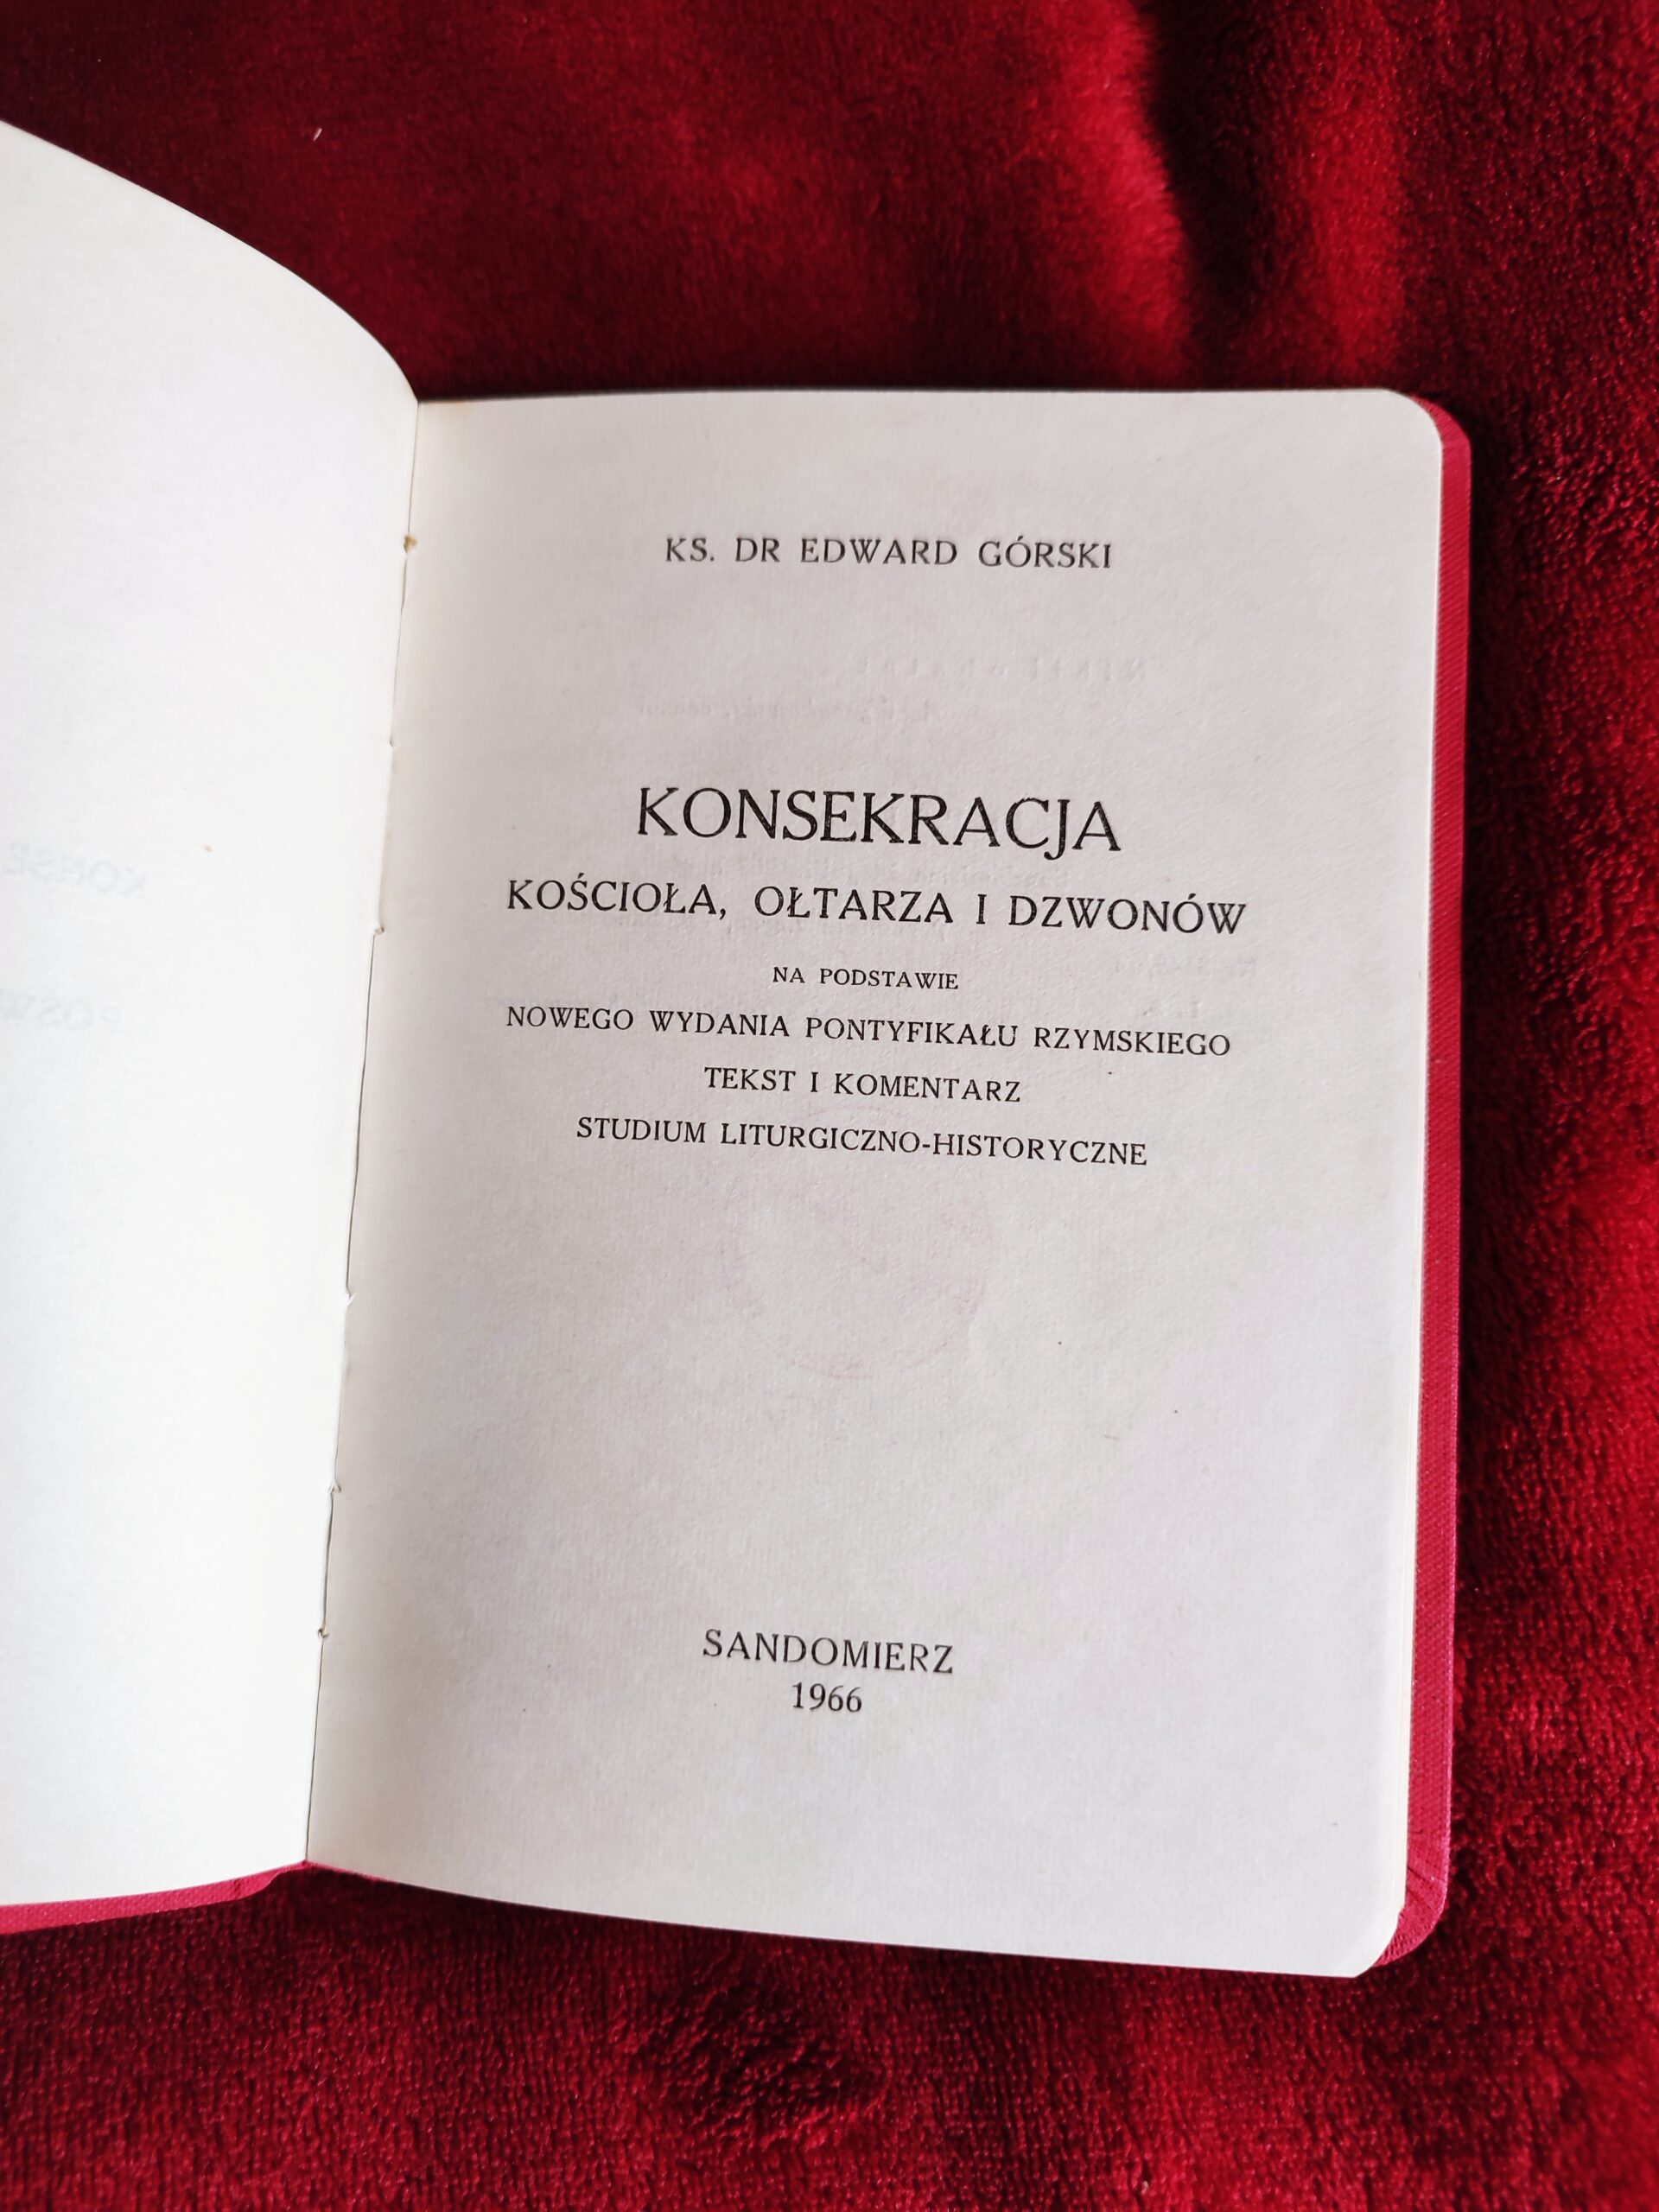 KS. DR EDWARD GÓRSKI
KONSEKRACJA
KOŚCIOŁA, OŁTARZA I DZWONÓW
NA PODSTAWIE
NOWEGO WYDANIA PONTYFIKAŁU RZYMSKIEGO
TEKST I KOMENTARZ
STUDIUM LITURGICZNO-HISTORYCZNE
SANDOMIERZ
1966